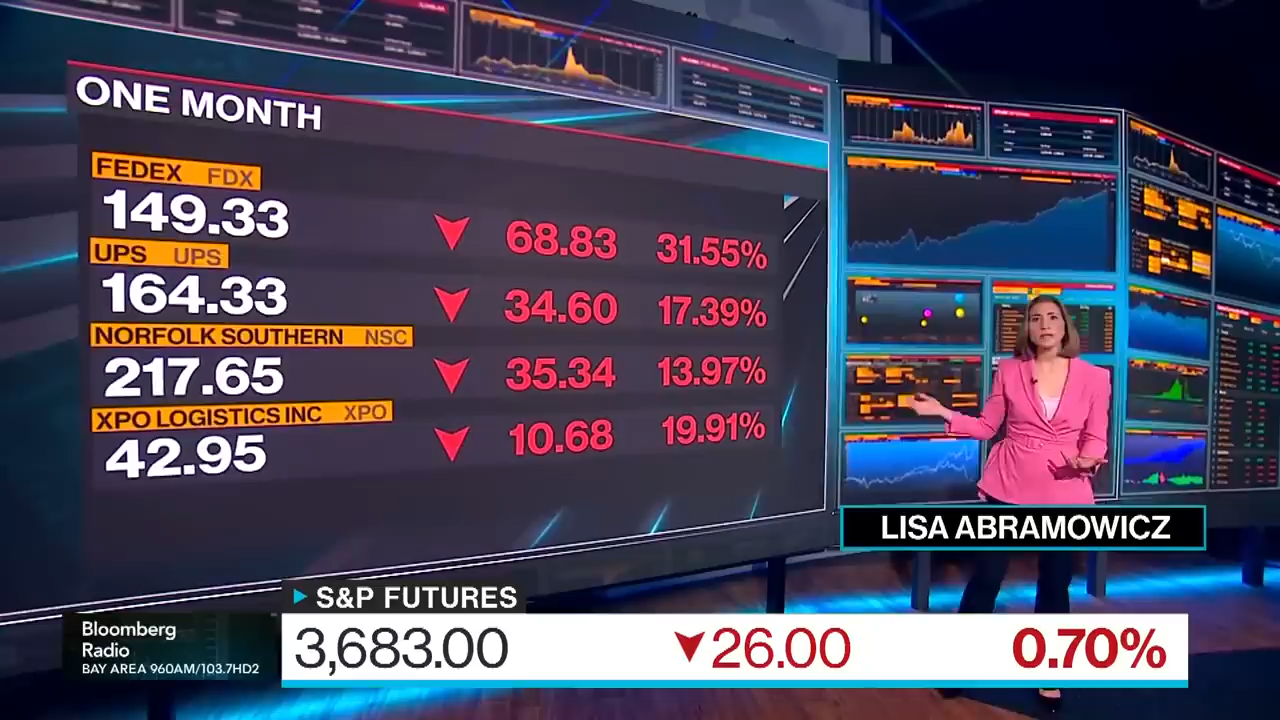 ONE MONTH
FEDEX FDX
149.33 68.83 31.55%
UPS UPS
164.33 34.60 17.39%
NORFOLK SOUTHERN NSC
217.65 35.34 13.97%
XPO LOGISTICS INC XPO
42.95 10.68 19.91%
LISA ABRAMOWICZ
S&P FUTURES
3,683.00 26.00 0.70%
Bloomberg
Radio
BAY AREA 960AM/103.7HD2